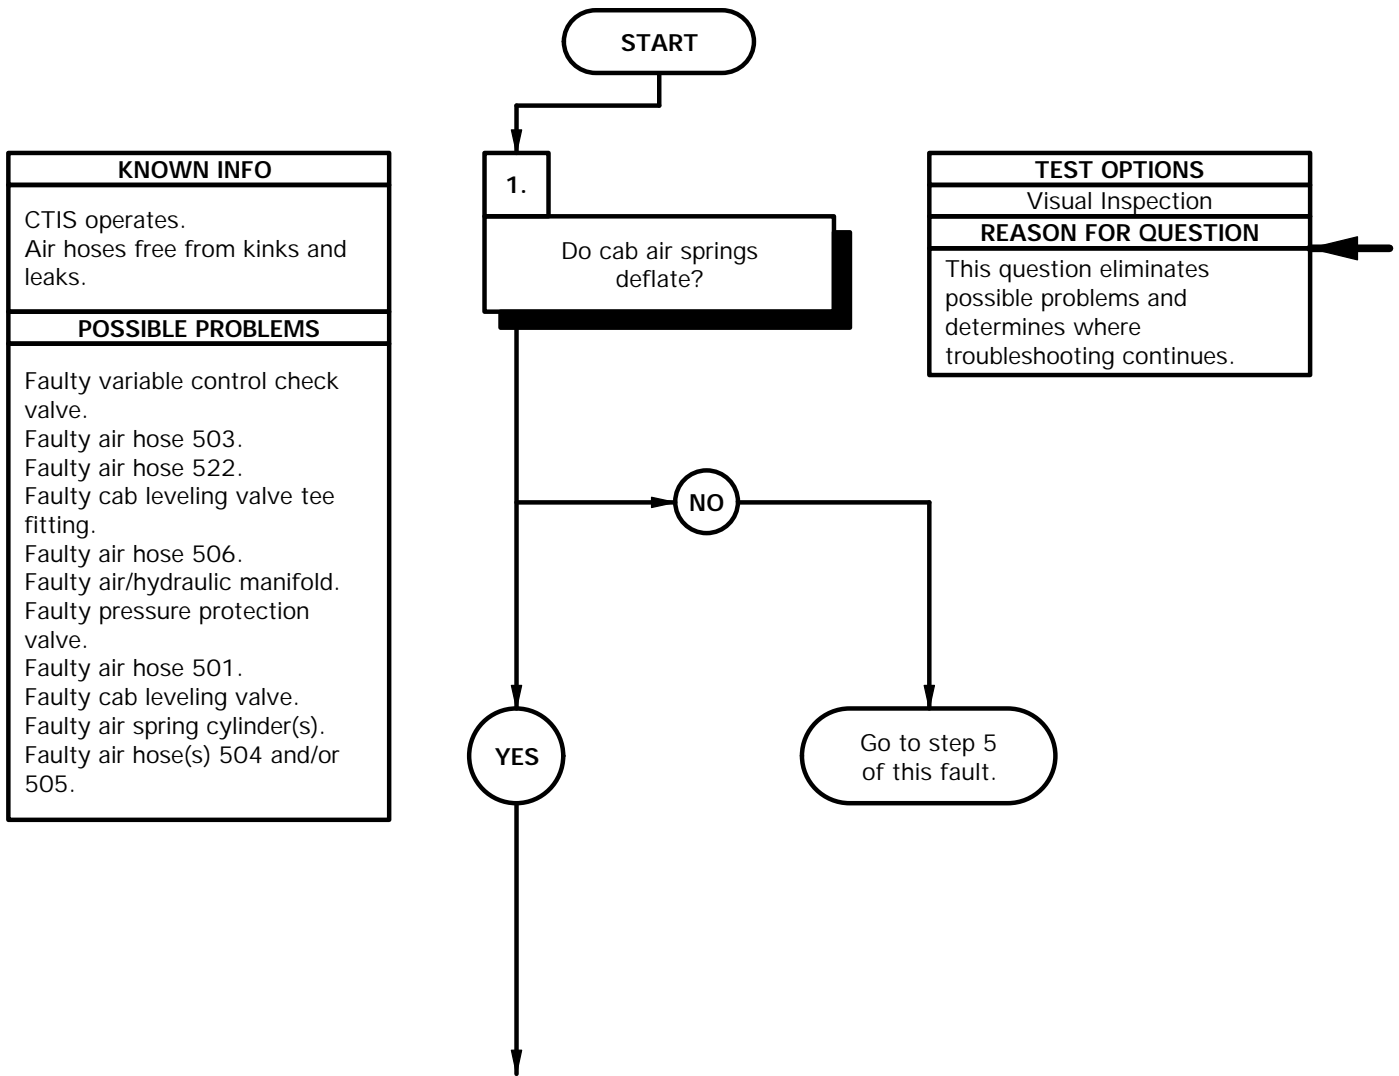 START
KNOWN INFO
CTIS operates.
Air hoses free from kinks and
leaks.
POSSIBLE PROBLEMS
Faulty variable control check
valve.
Faulty air hose 503.
Faulty air hose 522.
Faulty cab leveling valve tee
fitting.
Faulty air hose 506.
Faulty air/hydraulic manifold.
Faulty pressure protection
valve.
Faulty air hose 501.
Faulty cab leveling valve.
Faulty air spring cylinder(s).
Faulty air hose(s) 504 and/or
505.
1.
Do cab air springs
deflate?
TEST OPTIONS
Visual Inspection
REASON FOR QUESTION
This question eliminates
possible problems and
determines where
troubleshooting continues.
NO
YES
Go to step 5
of this fault.